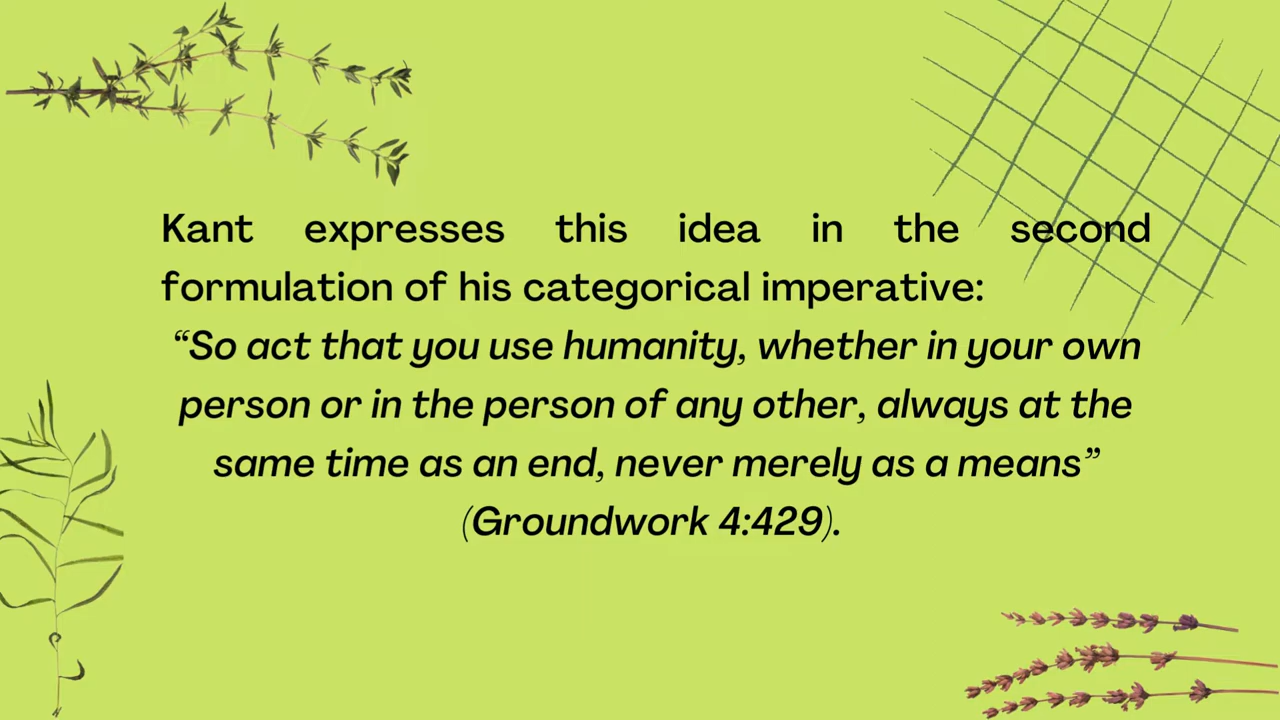 Kant expresses this idea in the second
formulation of his categorical imperative:
“So act that you use humanity, whether in your own
person or in the person of any other, always at the
same time as an end, never merely as a means”
(Groundwork 4:429).